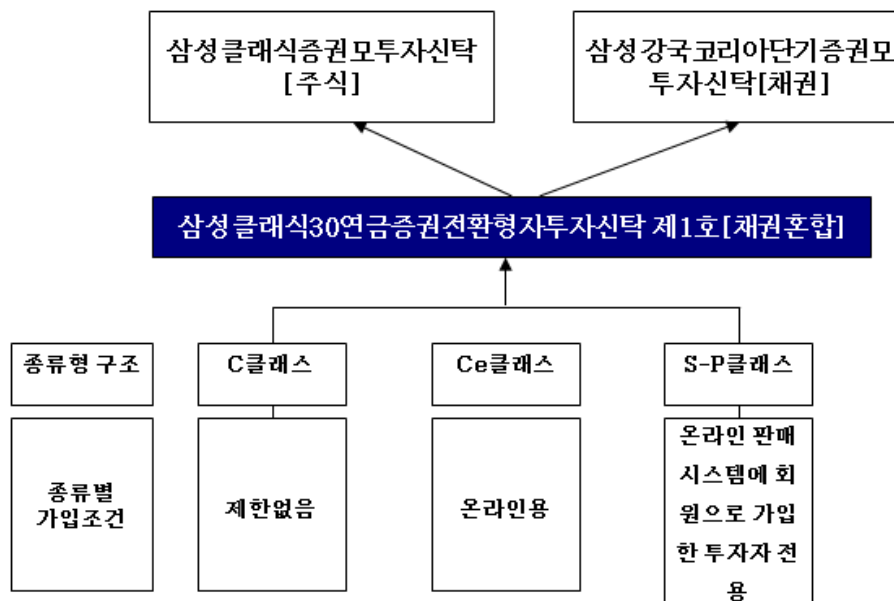 삼성클래식증권모투자신탁
[주식]
삼성강국코리아단기증권모
투자신탁[채권]
삼성클래식30연금증권전환형자투자신탁 제1호[채권혼합]
종류형 구조
C클래스
Ce클래스
S-P클래스
종류별
가입조건
제한없음
온라인용
온라인 판매
시스템에 회
원으로 가입
한 투자자 전
용